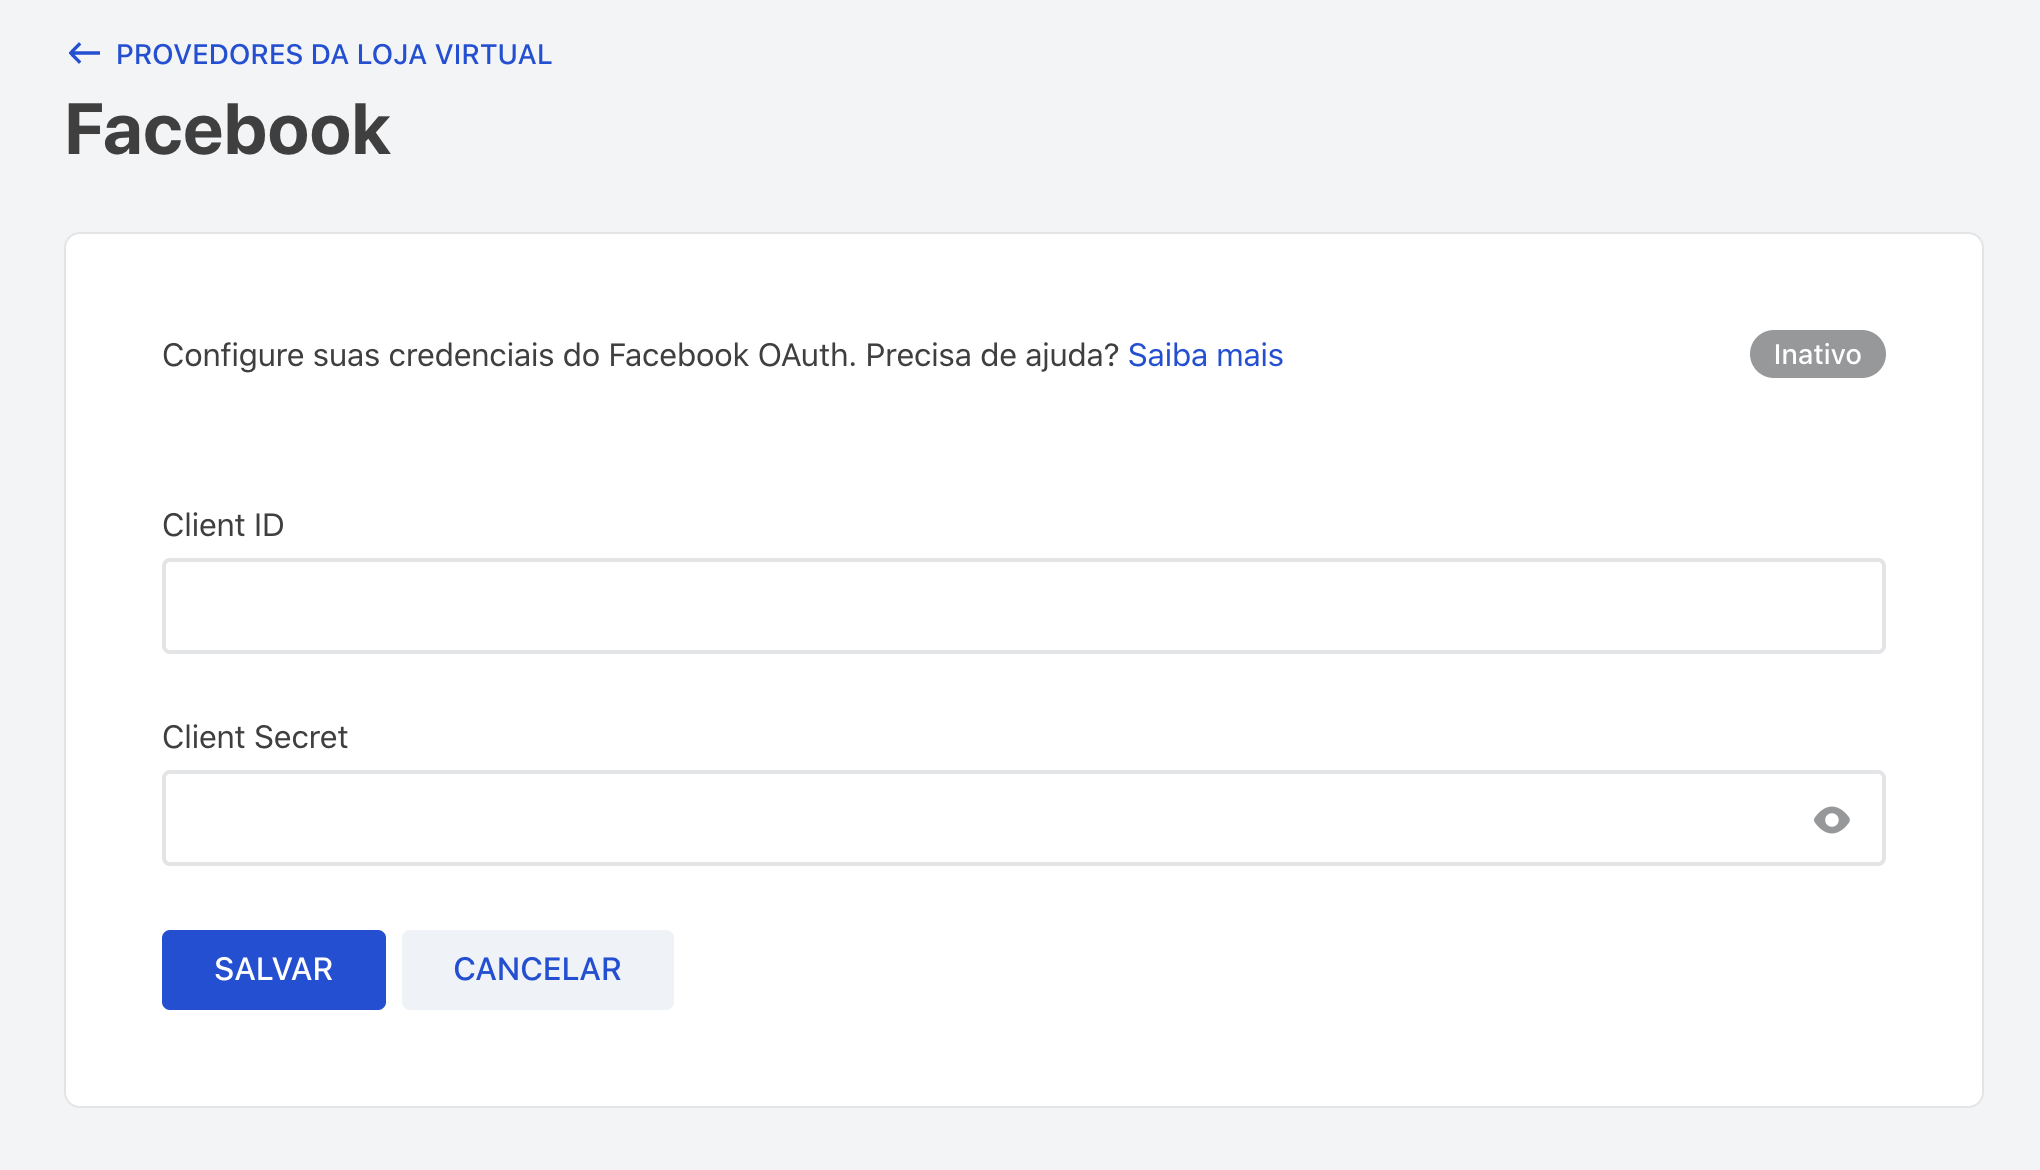 ← PROVEDORES DA LOJA VIRTUAL
Facebook
Configure suas credenciais do Facebook OAuth. Precisa de ajuda? Saiba mais
Inativo
Client ID
Client Secret
SALVAR
CANCELAR